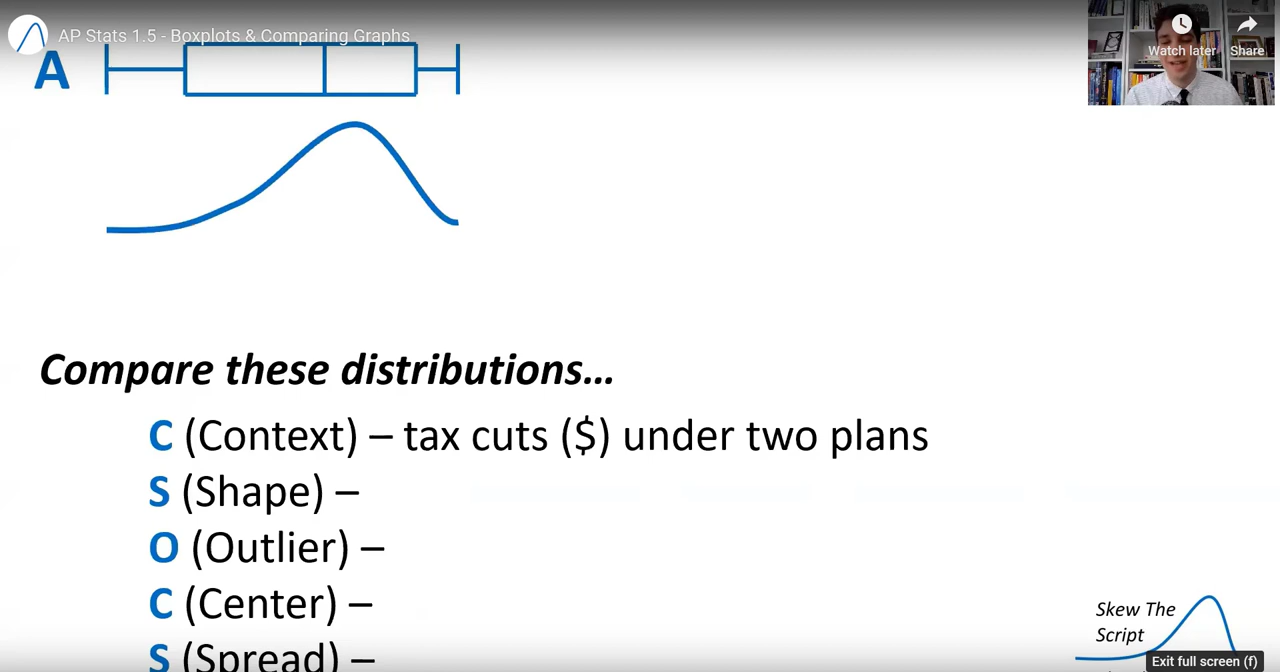 AP Stats 1.5 - Boxplots & Comparing Graphs
Watch later
Share
A
Compare these distributions...
C (Context) – tax cuts ($) under two plans
S (Shape) –
O (Outlier) –
C (Center) –
S (Spread) –
Skew The
Script
Exit full screen (f)